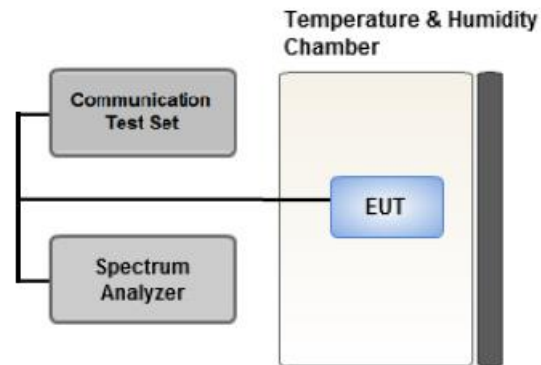 Temperature & Humidity
Chamber
Communication
Test Set
EUT
Spectrum
Analyzer